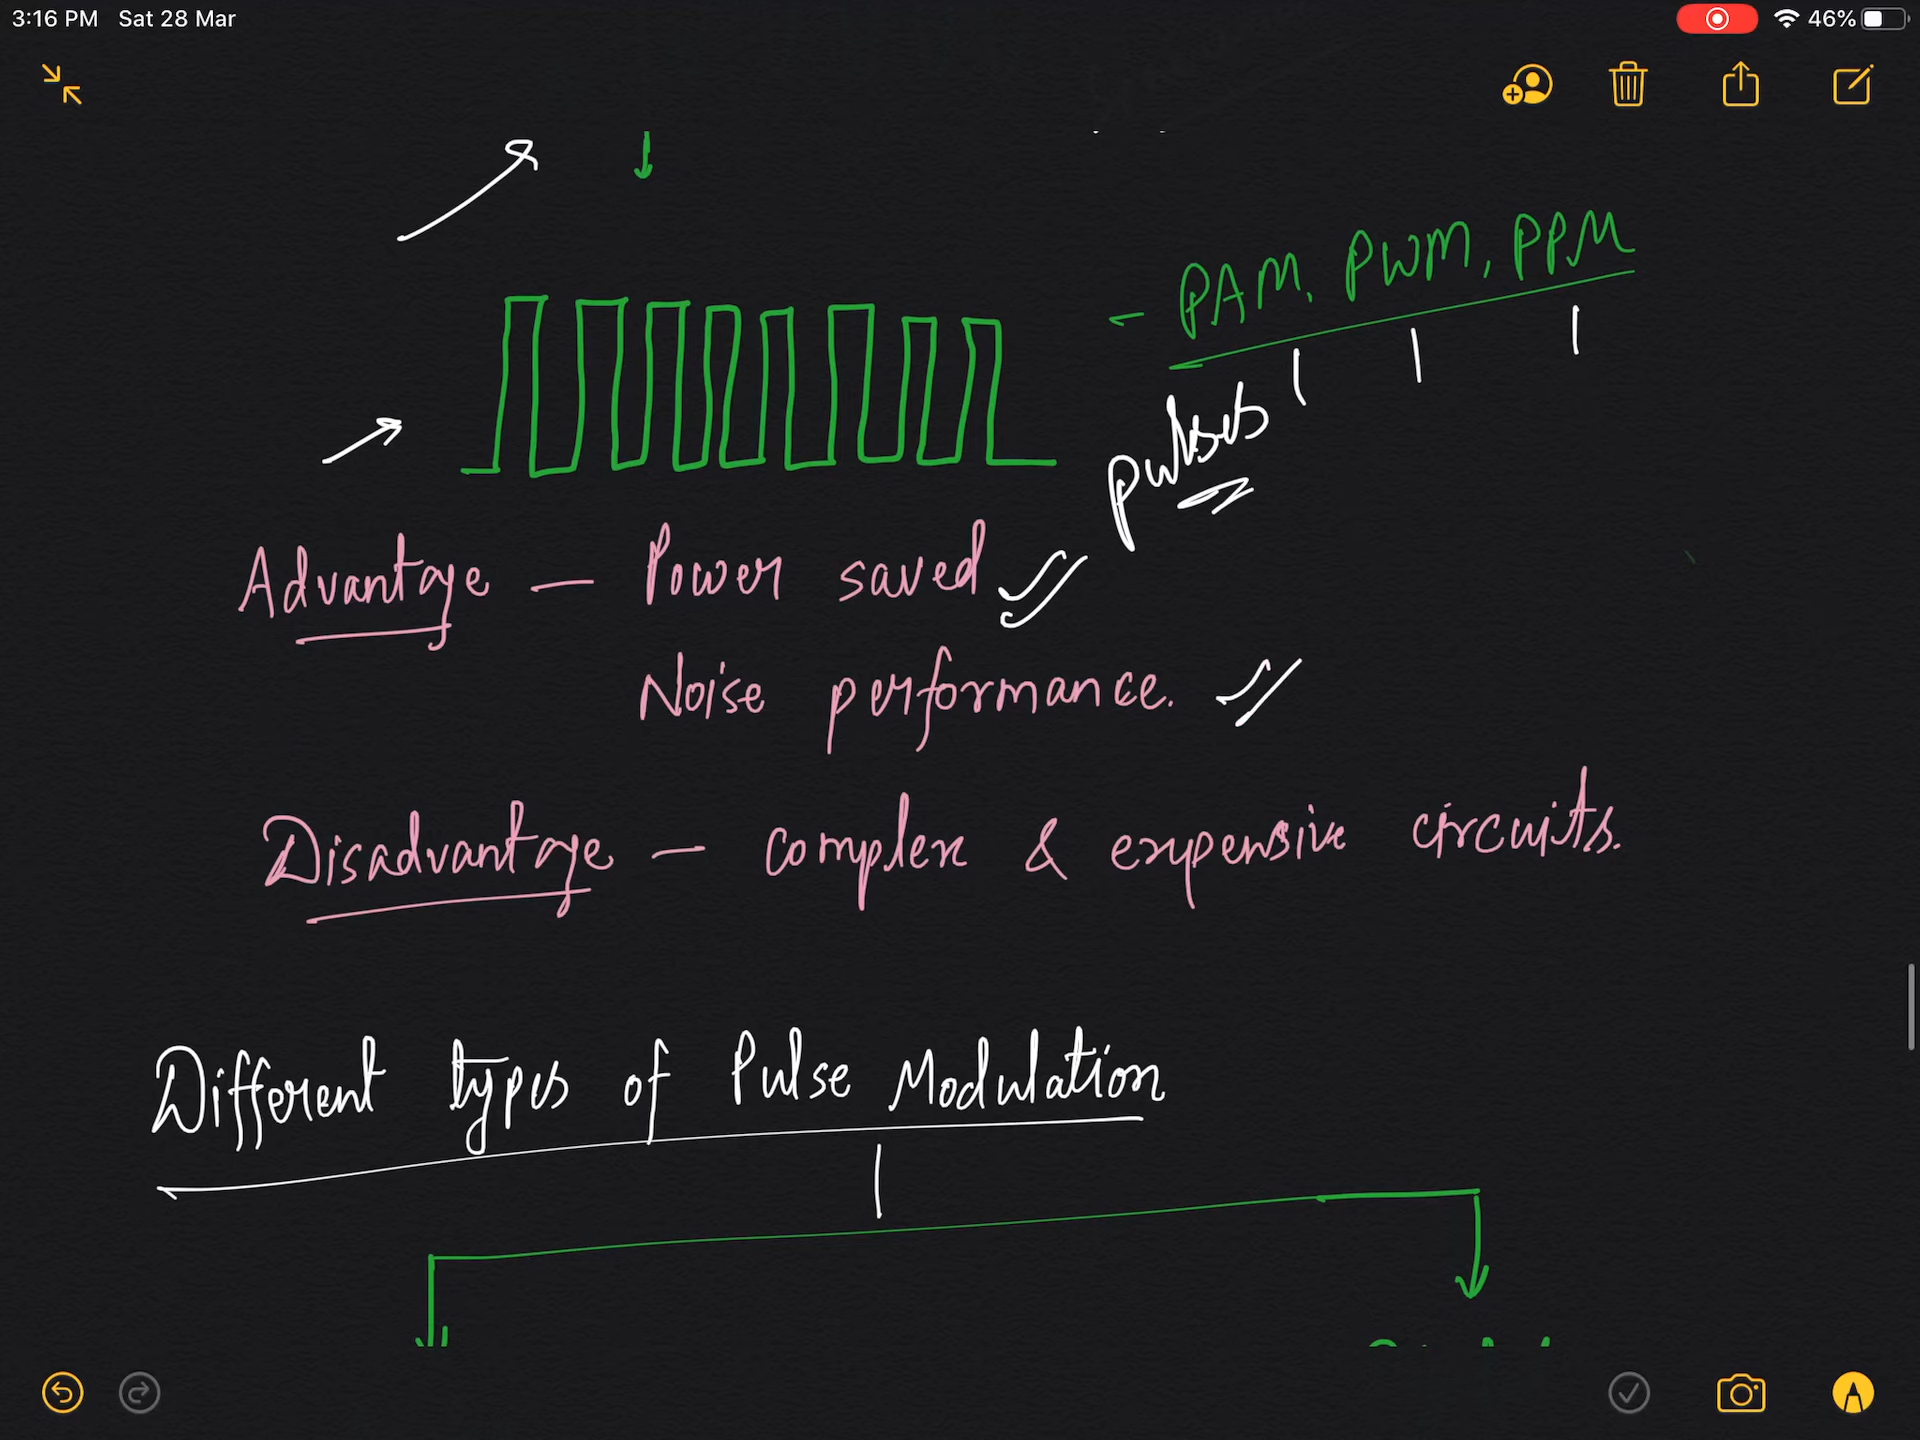 3:16 PM Sat 28 Mar
46%
PAM, PWM, PPM
pulses
Advantage — Power saved
Noise performance.
Disadvantage — complex & expensive circuits.
Different types of Pulse Modulation